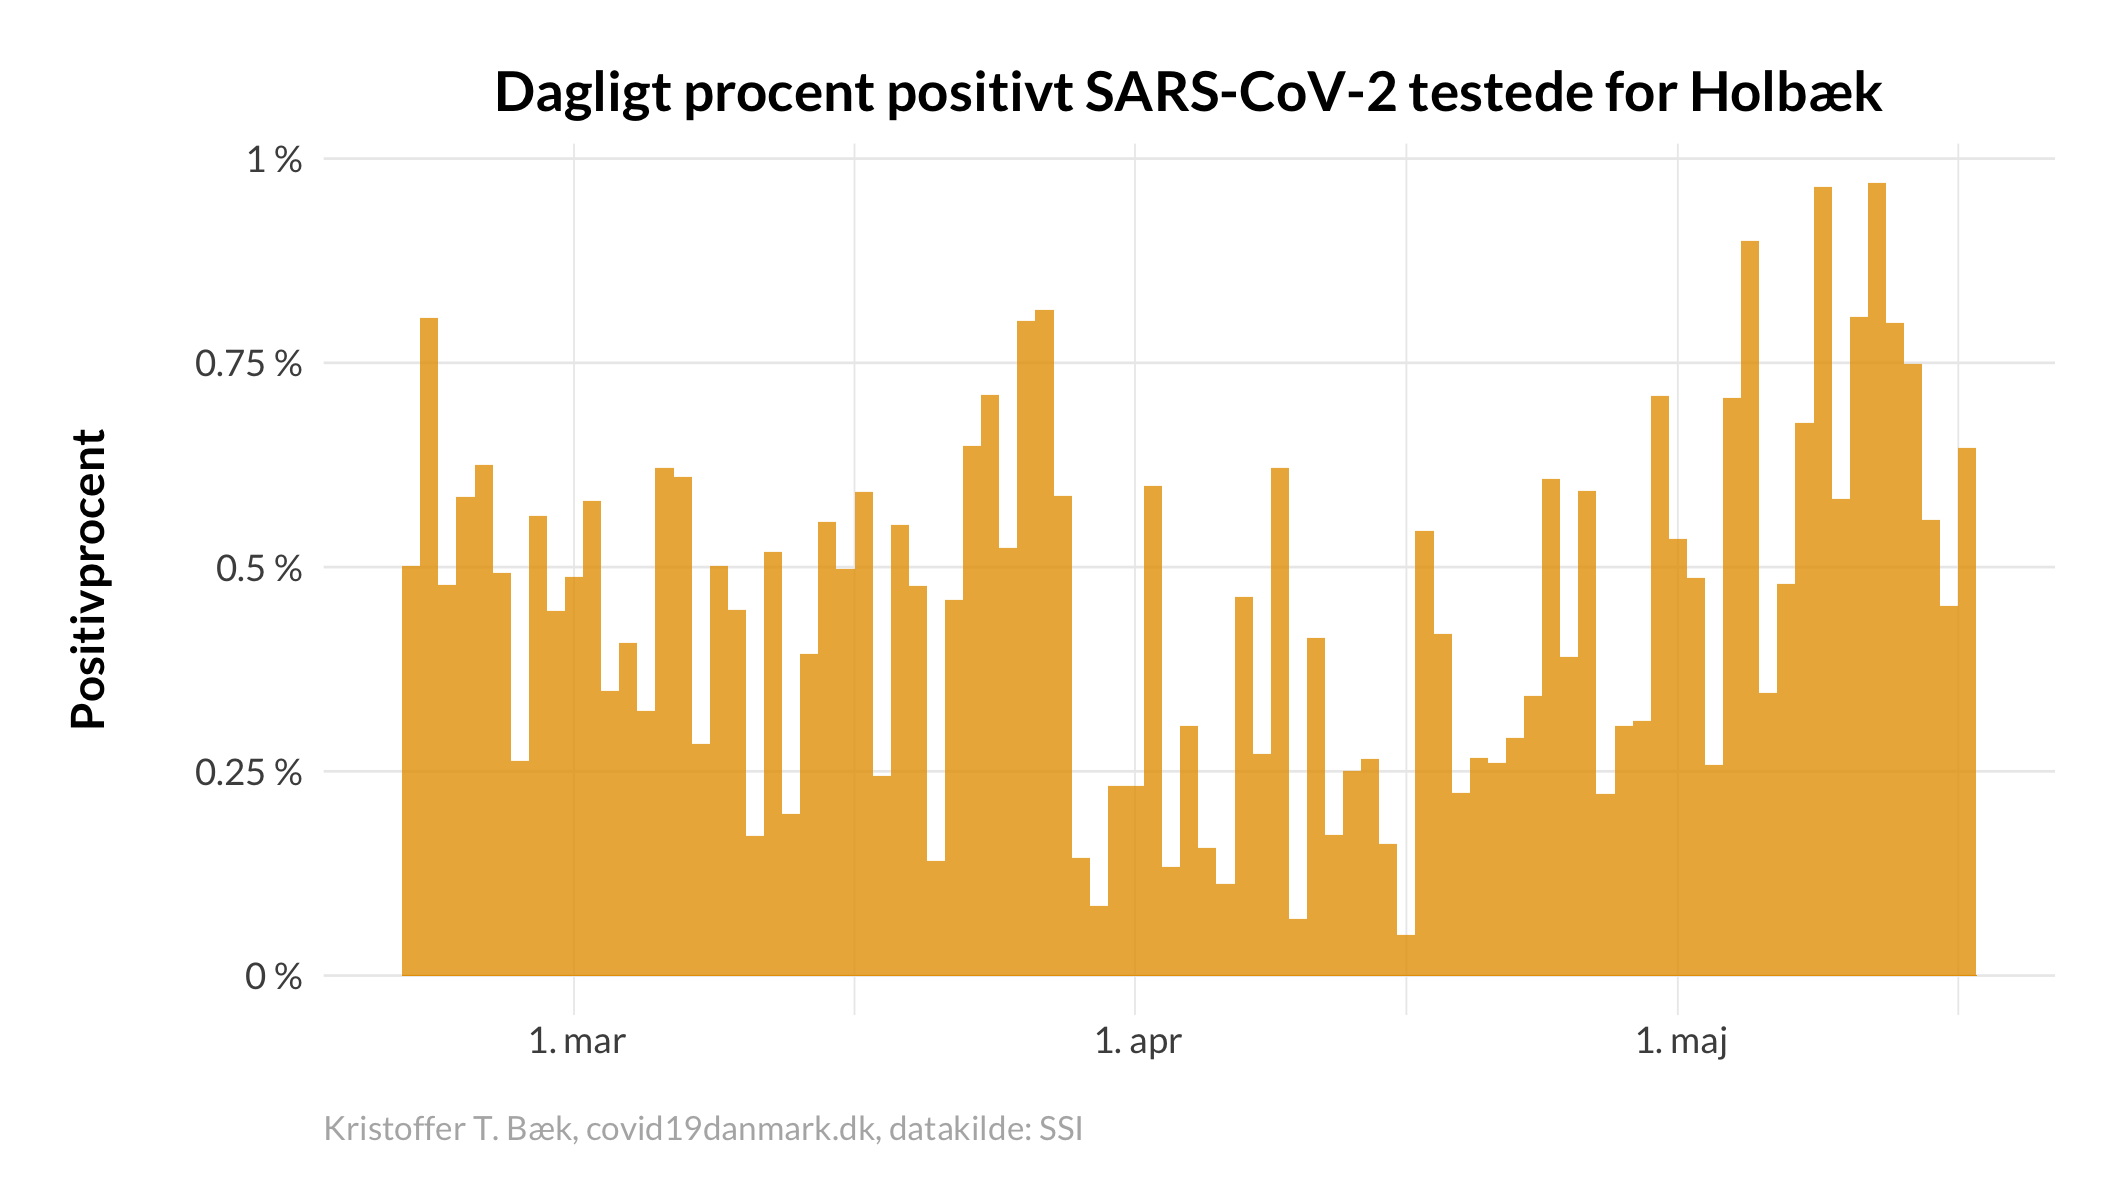 Dagligt procent positivt SARS-CoV-2 testede for Holbæk
Positivprocent
1 %
0.75 %
0.5 %
0.25 %
0 %
1. mar
1. apr
1. maj
Kristoffer T. Bæk, covid19danmark.dk, datakilde: SSI